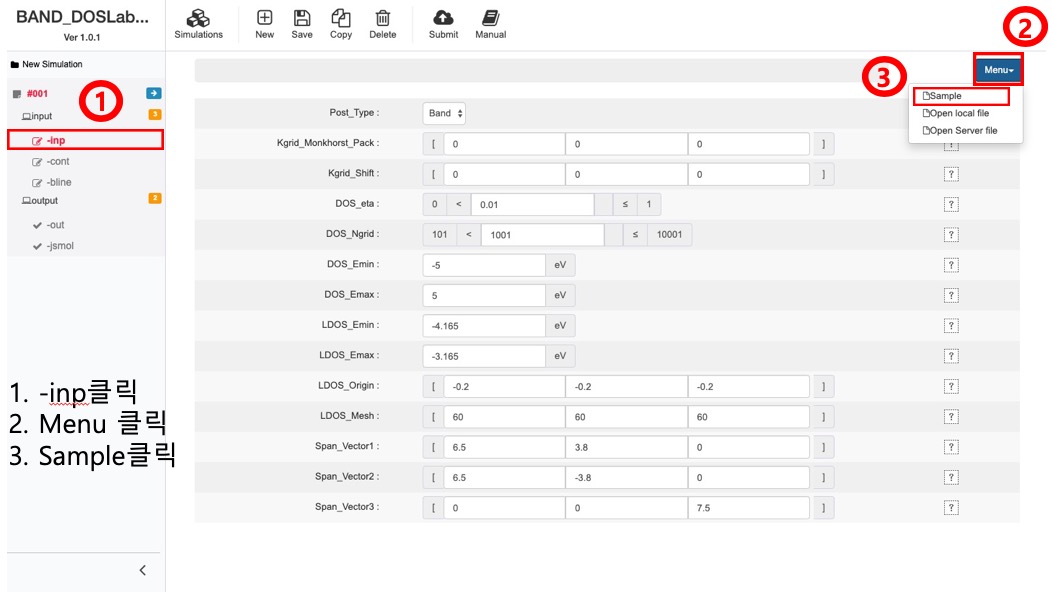 BAND_DOSLab...
Ver 1.0.1
Simulations
New
Save
Copy
Delete
Submit
Manual
2
New Simulation
3
Menu
#001
1
input
3
Sample
Open local file
Open Server file
-inp
-cont
-bline
output
2
-out
-jsmol
Post_Type :
Band
Kgrid_Monkhorst_Pack :
[ 0 0 0 ] ?
Kgrid_Shift :
[ 0 0 0 ] ?
DOS_eta :
0 < 0.01 ≤ 1 ?
DOS_Ngrid :
101 < 1001 ≤ 10001 ?
DOS_Emin :
-5 eV ?
DOS_Emax :
5 eV ?
LDOS_Emin :
-4.165 eV ?
LDOS_Emax :
-3.165 eV ?
LDOS_Origin :
[ -0.2 -0.2 -0.2 ] ?
LDOS_Mesh :
[ 60 60 60 ] ?
Span_Vector1 :
[ 6.5 3.8 0 ] ?
Span_Vector2 :
[ 6.5 -3.8 0 ] ?
Span_Vector3 :
[ 0 0 7.5 ] ?
1. -inp클릭
2. Menu 클릭
3. Sample클릭